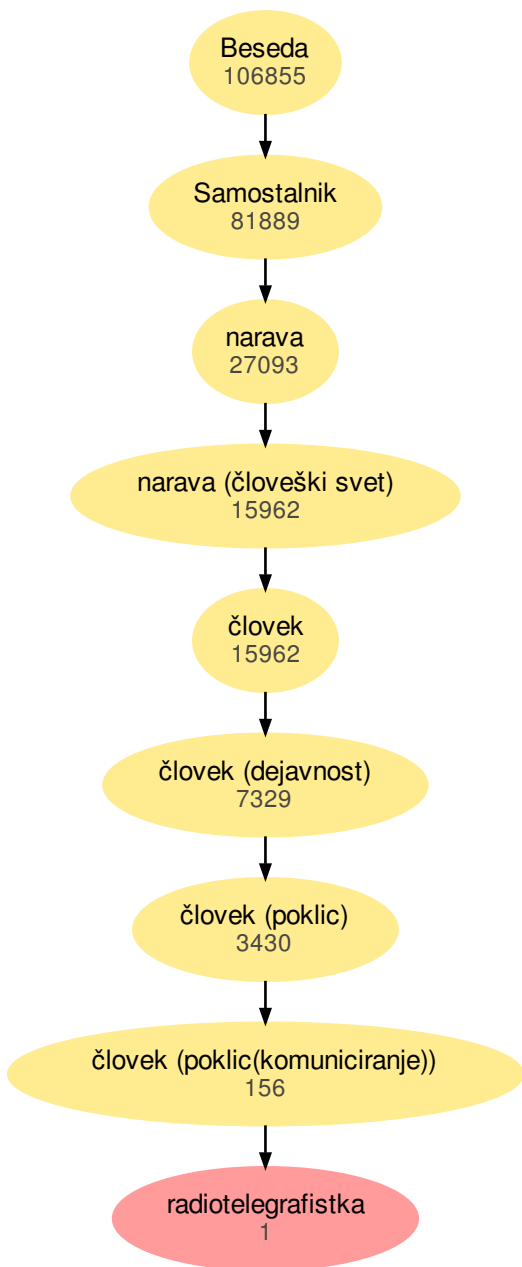 Beseda
106855
Samostalnik
81889
narava
27093
narava (človeški svet)
15962
človek
15962
človek (dejavnost)
7329
človek (poklic)
3430
človek (poklic(komuniciranje))
156
radiotelegrafistka
1